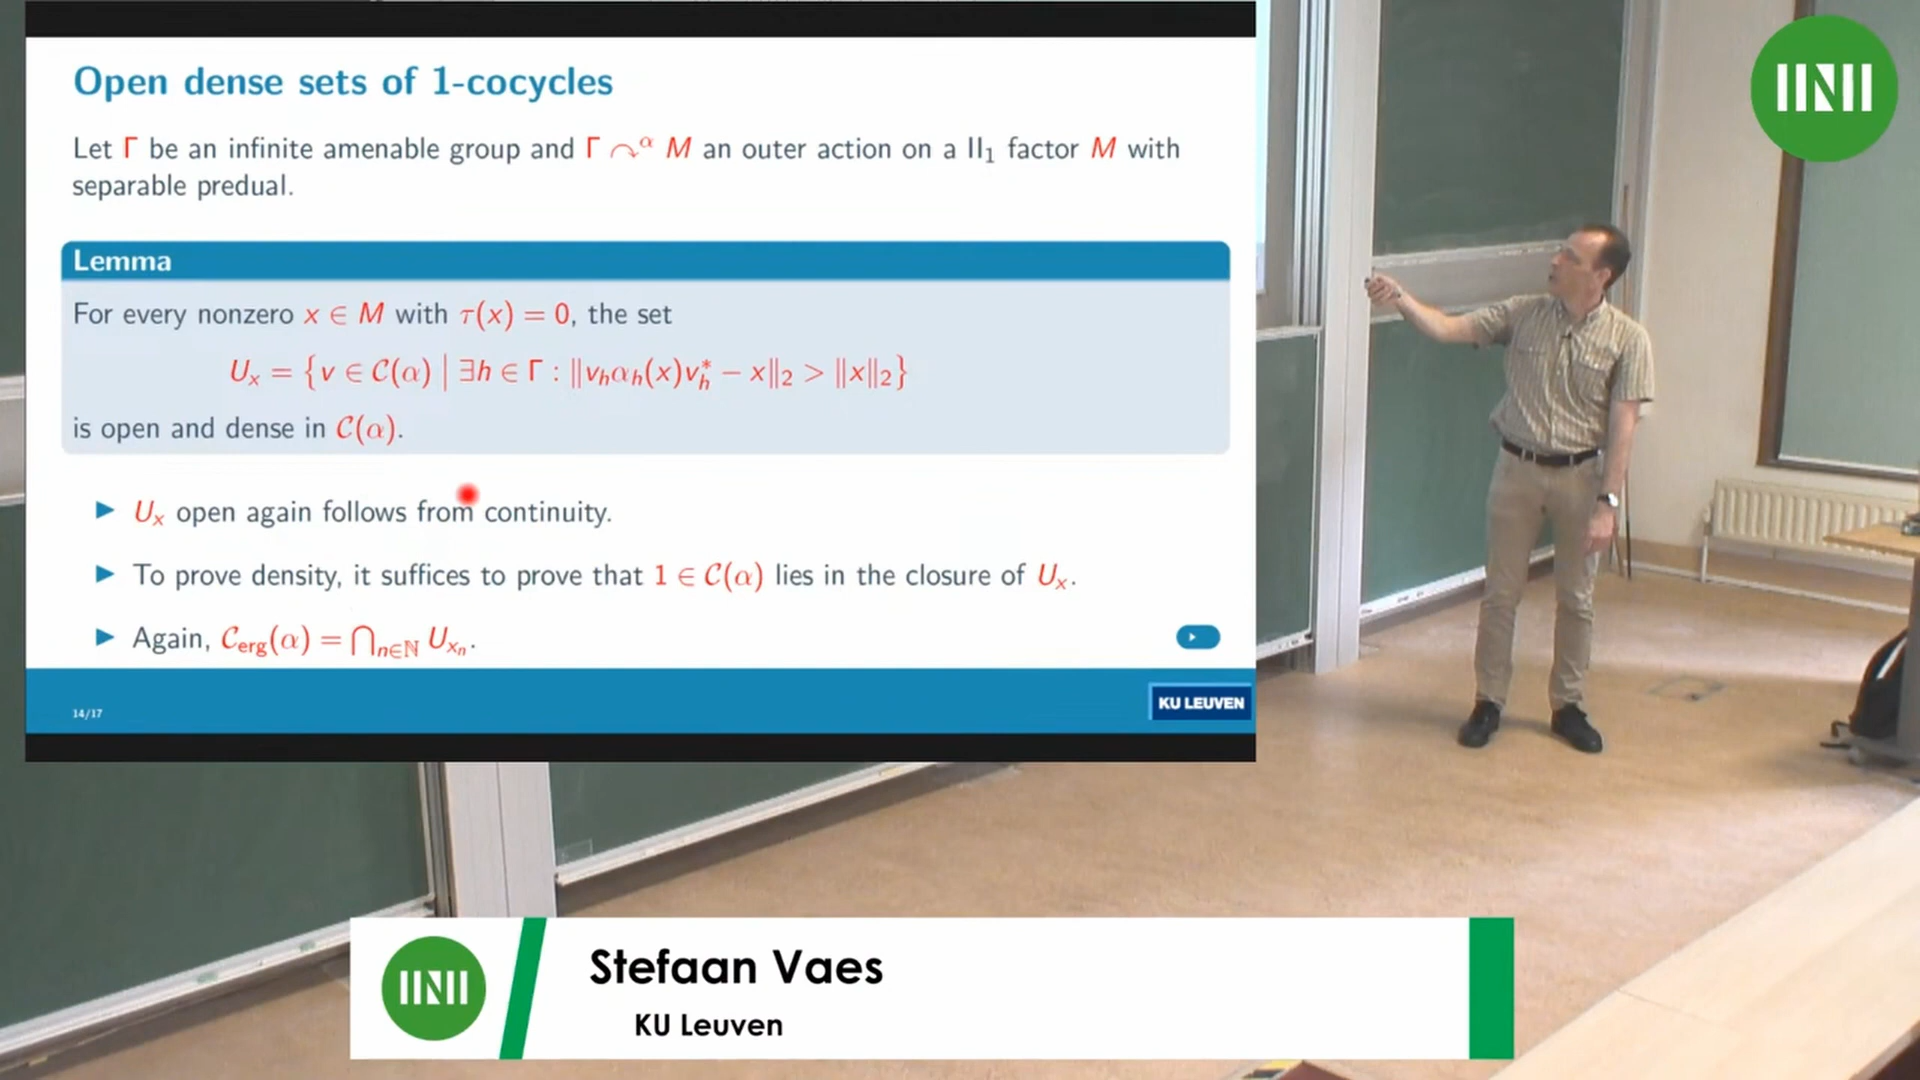 Open dense sets of 1-cocycles
Let Γ be an infinite amenable group and Γ ↷^α M an outer action on a II₁ factor M with
separable predual.
Lemma
For every nonzero x ∈ M with τ(x) = 0, the set
U_x = {v ∈ 𝒞(α) | ∃h ∈ Γ : ‖v_h α_h(x) v_h^* − x‖₂ > ‖x‖₂}
is open and dense in 𝒞(α).
▶ U_x open again follows from continuity.
▶ To prove density, it suffices to prove that 1 ∈ 𝒞(α) lies in the closure of U_x.
▶ Again, 𝒞_erg(α) = ⋂_{n∈ℕ} U_{x_n}.
14/17
KU LEUVEN
Stefaan Vaes
KU Leuven